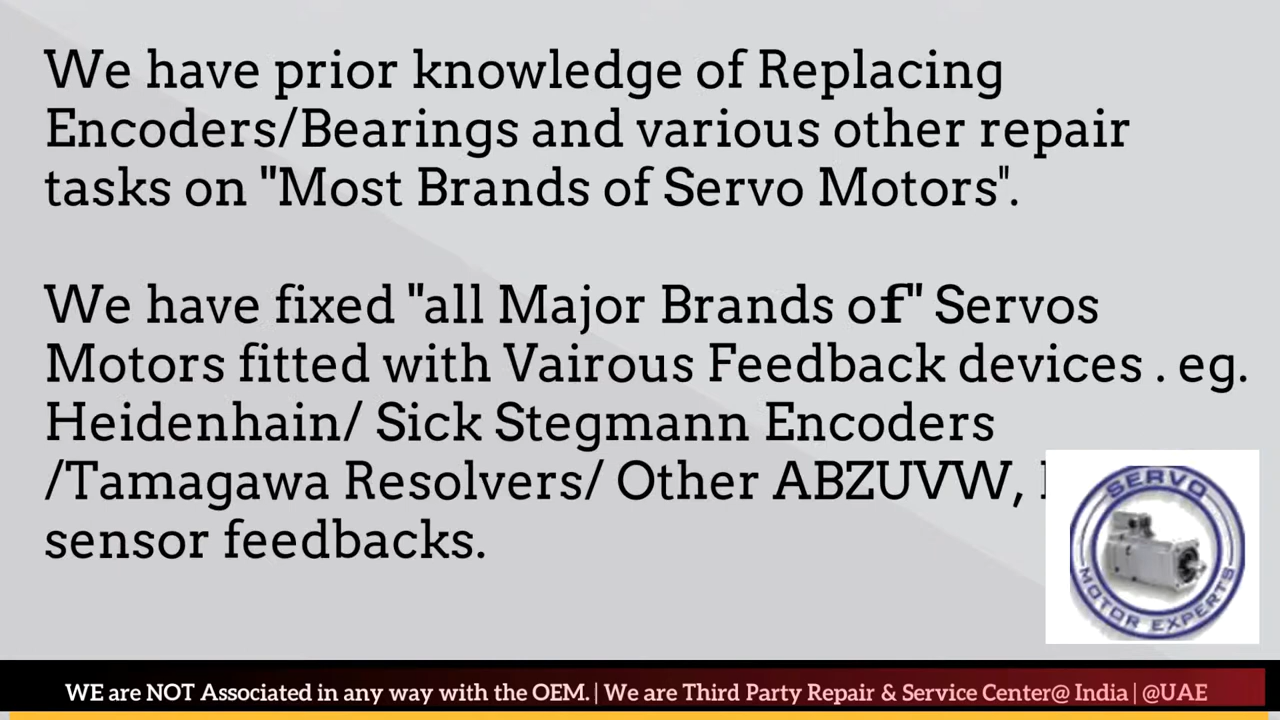 We have prior knowledge of Replacing
Encoders/Bearings and various other repair
tasks on "Most Brands of Servo Motors".
We have fixed "all Major Brands of" Servos
Motors fitted with Vairous Feedback devices . eg.
Heidenhain/ Sick Stegmann Encoders
/Tamagawa Resolvers/ Other ABZUVW,
sensor feedbacks.
SERVO
MOTOR EXPERTS
WE are NOT Associated in any way with the OEM. | We are Third Party Repair & Service Center@ India | @UAE